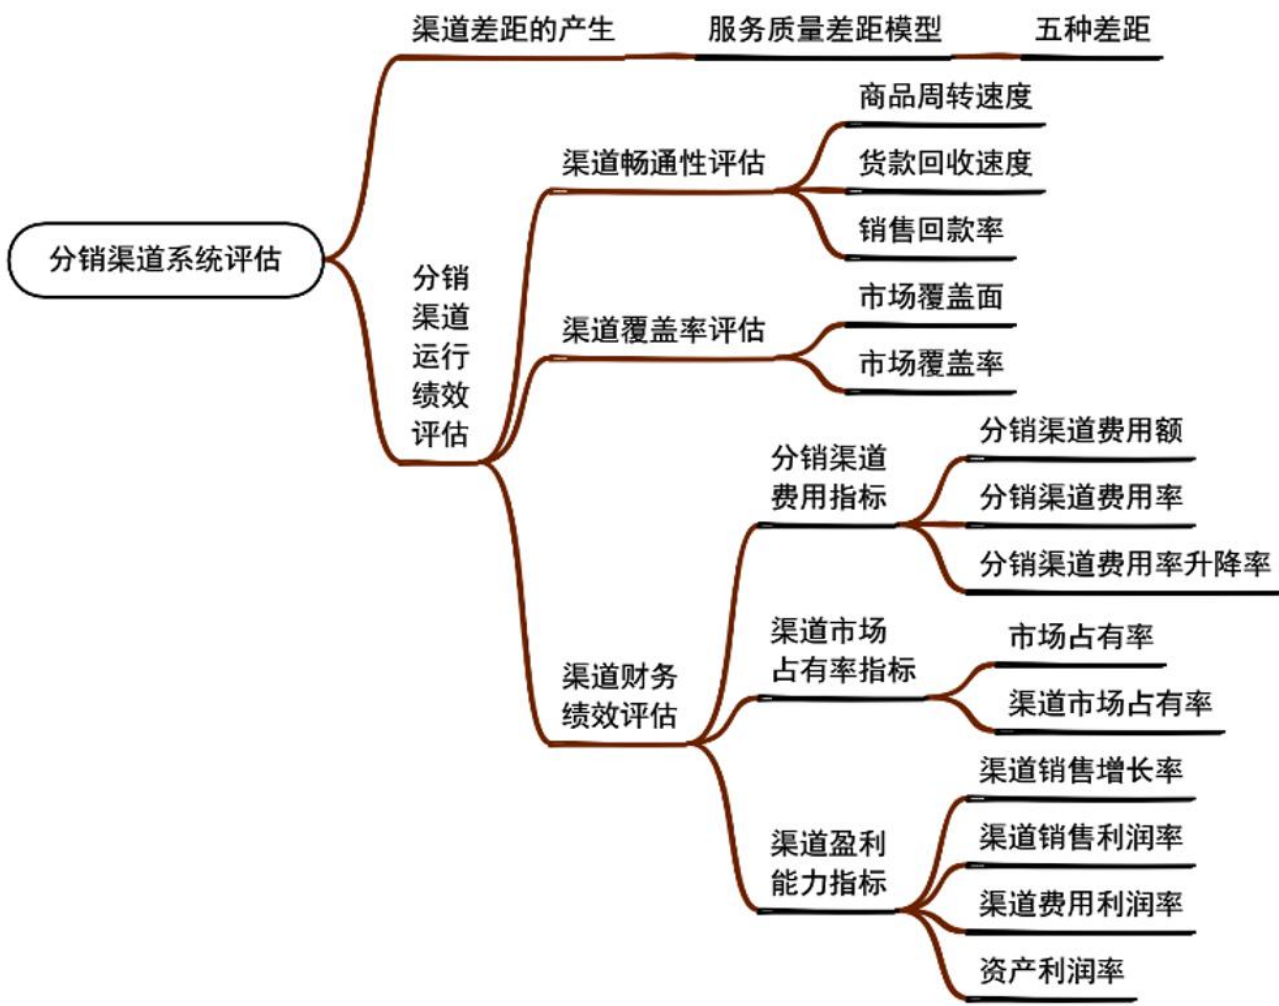 渠道差距的产生
服务质量差距模型
五种差距
商品周转速度
渠道畅通性评估
货款回收速度
销售回款率
分销渠道系统评估
分销
渠道
运行
绩效
评估
市场覆盖面
渠道覆盖率评估
市场覆盖率
分销渠道费用额
分销渠道
费用指标
分销渠道费用率
分销渠道费用率升降率
渠道市场
占有率指标
市场占有率
渠道市场占有率
渠道财务
绩效评估
渠道销售增长率
渠道销售利润率
渠道盈利
能力指标
渠道费用利润率
资产利润率